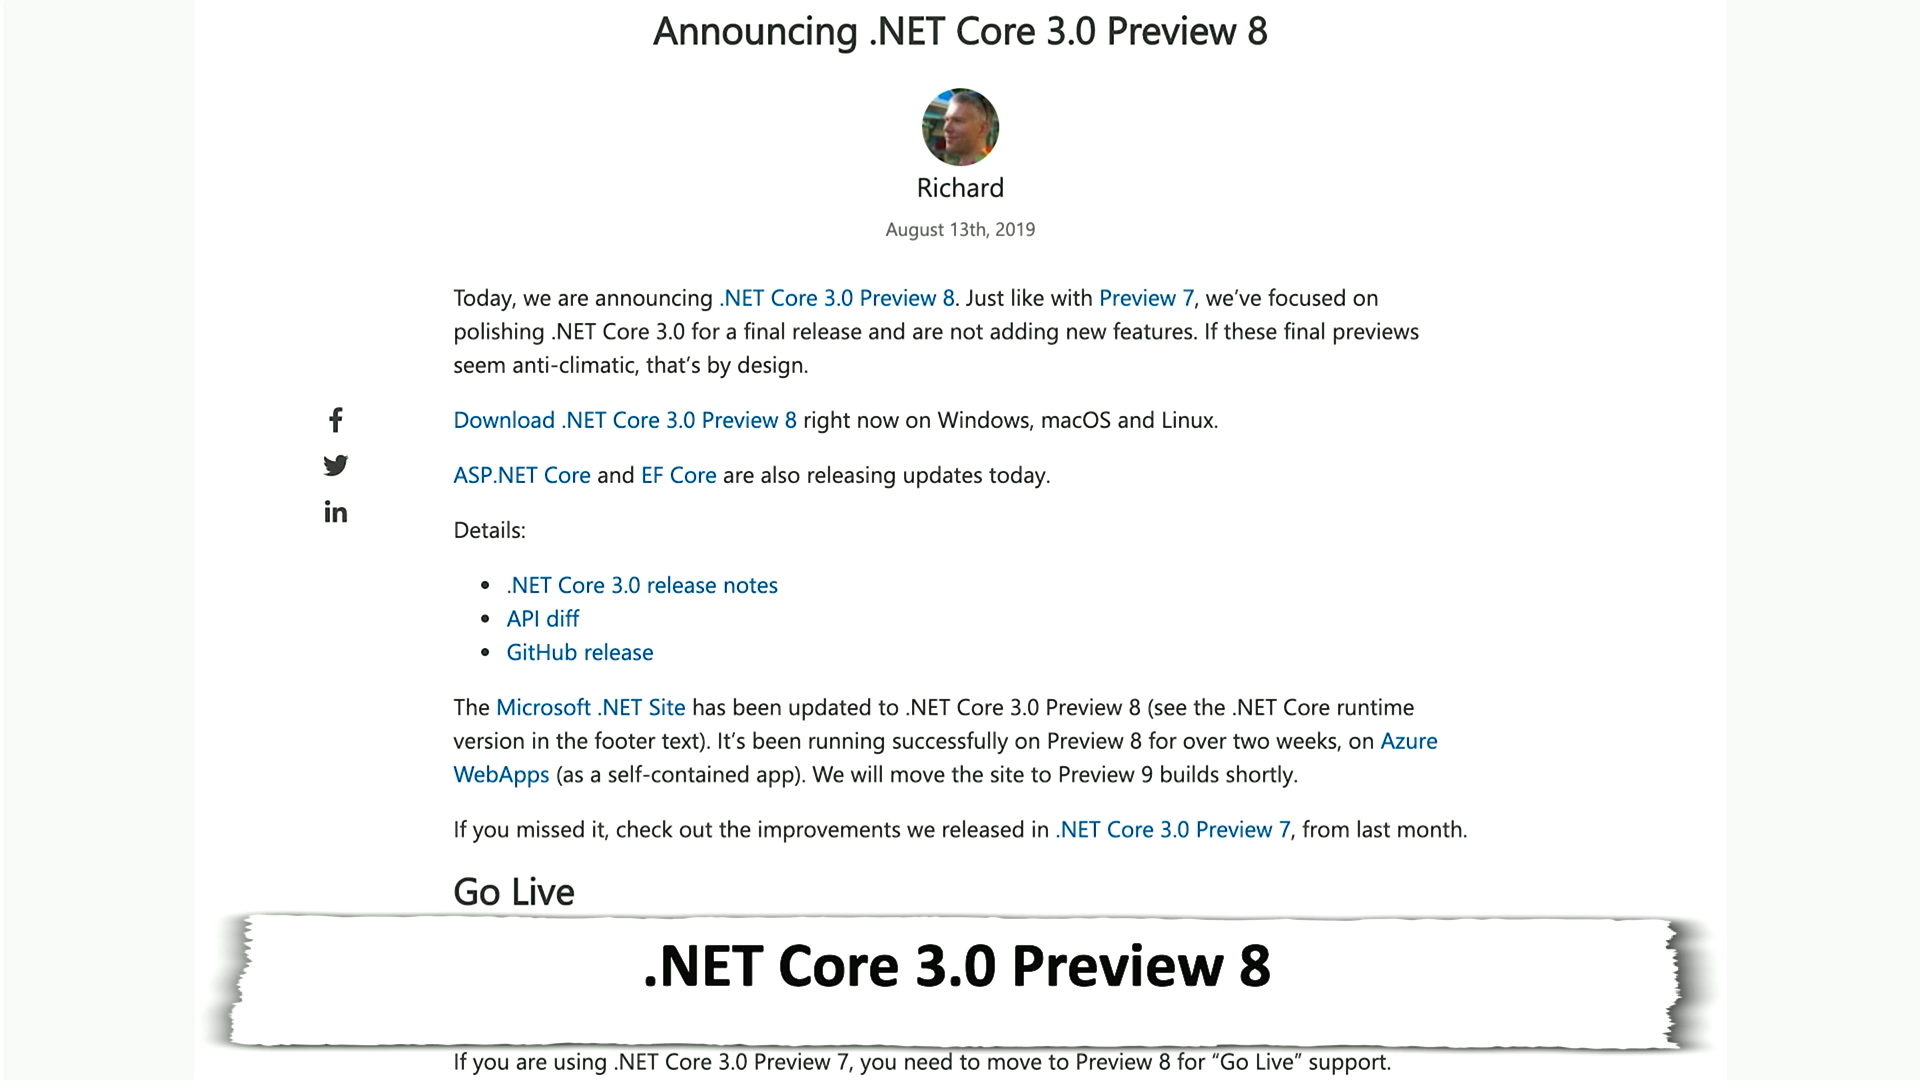 Announcing .NET Core 3.0 Preview 8
Richard
August 13th, 2019
Today, we are announcing .NET Core 3.0 Preview 8. Just like with Preview 7, we’ve focused on
polishing .NET Core 3.0 for a final release and are not adding new features. If these final previews
seem anti-climatic, that’s by design.
Download .NET Core 3.0 Preview 8 right now on Windows, macOS and Linux.
ASP.NET Core and EF Core are also releasing updates today.
Details:
• .NET Core 3.0 release notes
• API diff
• GitHub release
The Microsoft .NET Site has been updated to .NET Core 3.0 Preview 8 (see the .NET Core runtime
version in the footer text). It’s been running successfully on Preview 8 for over two weeks, on Azure
WebApps (as a self-contained app). We will move the site to Preview 9 builds shortly.
If you missed it, check out the improvements we released in .NET Core 3.0 Preview 7, from last month.
Go Live
.NET Core 3.0 Preview 8
If you are using .NET Core 3.0 Preview 7, you need to move to Preview 8 for “Go Live” support.